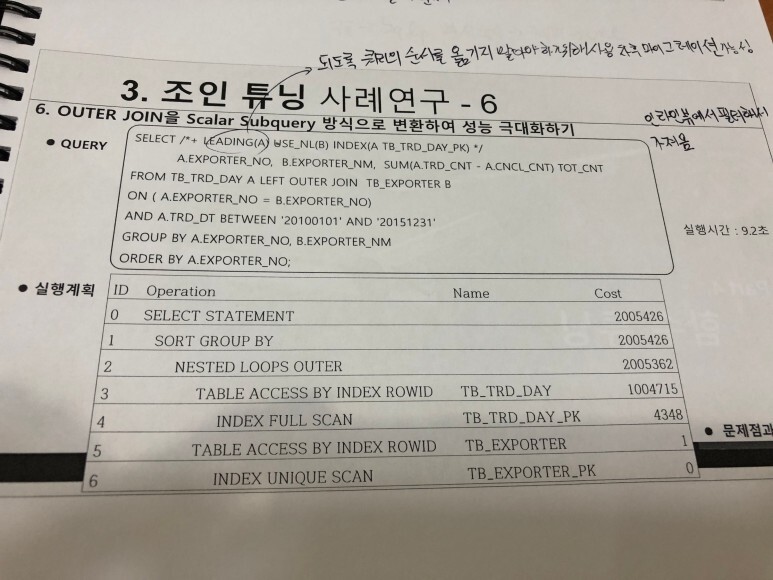 되도록 쿼리의 순서를 옮기지 말아야 하기위해 사용 차후 마이그레이션 가능성
3. 조인 튜닝 사례연구 - 6
6. OUTER JOIN을 Scalar Subquery 방식으로 변환하여 성능 극대화하기
인라인뷰에서 필터해서
가져옴
● QUERY
SELECT /*+ LEADING(A) USE_NL(B) INDEX(A TB_TRD_DAY_PK) */
A.EXPORTER_NO, B.EXPORTER_NM, SUM(A.TRD_CNT - A.CNCL_CNT) TOT_CNT
FROM TB_TRD_DAY A LEFT OUTER JOIN TB_EXPORTER B
ON ( A.EXPORTER_NO = B.EXPORTER_NO)
AND A.TRD_DT BETWEEN '20100101' AND '20151231'
GROUP BY A.EXPORTER_NO, B.EXPORTER_NM
ORDER BY A.EXPORTER_NO;
실행시간 : 9.2초
● 실행계획
ID Operation Name Cost
0 SELECT STATEMENT 2005426
1 SORT GROUP BY 2005426
2 NESTED LOOPS OUTER 2005362
3 TABLE ACCESS BY INDEX ROWID TB_TRD_DAY 1004715
4 INDEX FULL SCAN TB_TRD_DAY_PK 4348
5 TABLE ACCESS BY INDEX ROWID TB_EXPORTER 1
6 INDEX UNIQUE SCAN TB_EXPORTER_PK 0
● 문제점과